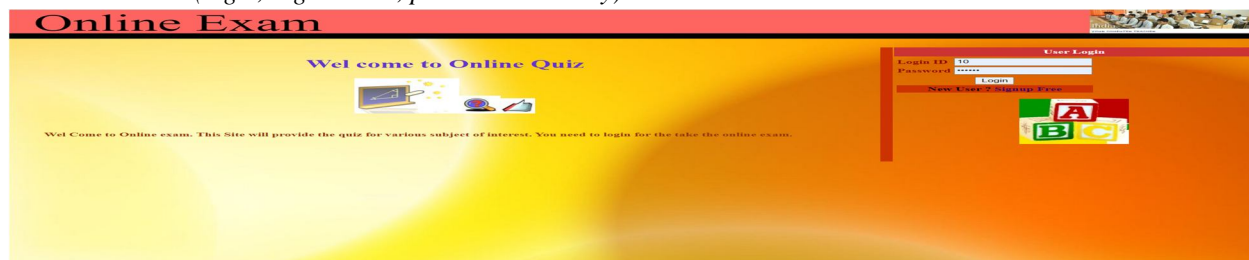 Online Exam
Wel come to Online Quiz
Wel Come to Online exam. This Site will provide the quiz for various subject of interest. You need to login for the take the online exam.
User Login
Login ID 10
Password ••••••
Login
New User ? Signup Free
A
B C